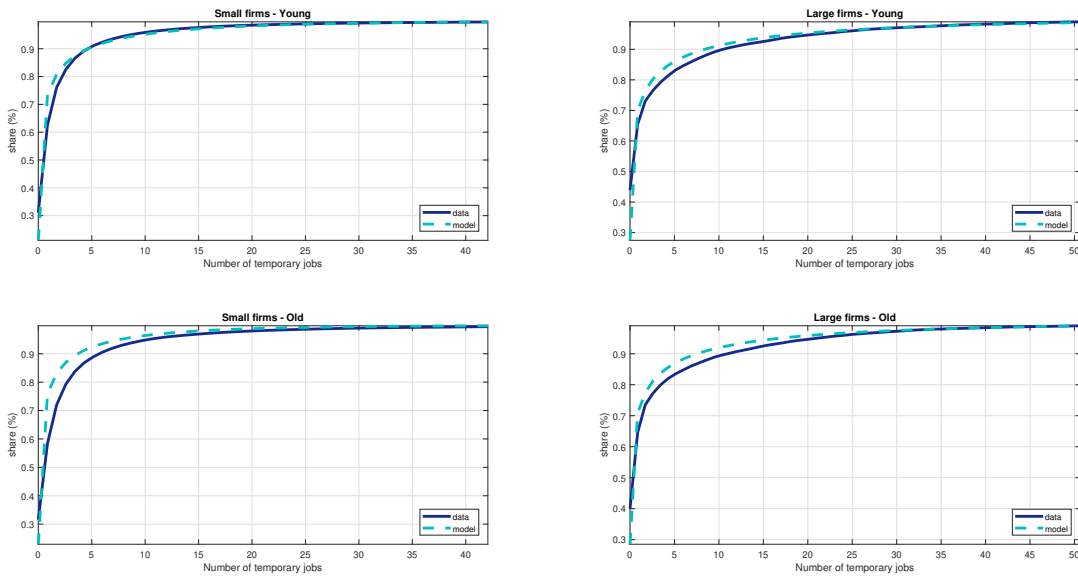 Small firms - Young
0.9
0.8
0.7
0.6
0.5
0.4
0.3
share (%)
0 5 10 15 20 25 30 35 40
Number of temporary jobs
data
model
Large firms - Young
0.9
0.8
0.7
0.6
0.5
0.4
0.3
share (%)
0 5 10 15 20 25 30 35 40 45 50
Number of temporary jobs
data
model
Small firms - Old
0.9
0.8
0.7
0.6
0.5
0.4
0.3
share (%)
0 5 10 15 20 25 30 35 40
Number of temporary jobs
data
model
Large firms - Old
0.9
0.8
0.7
0.6
0.5
0.4
0.3
share (%)
0 5 10 15 20 25 30 35 40 45 50
Number of temporary jobs
data
model